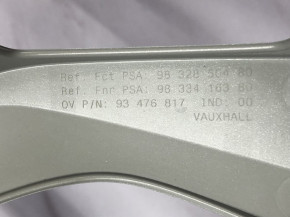 Ref. Fct PSA: 98 328 504 80
Ref. Fnr PSA: 98 334 163 80
OV P/N: 93 476 817 IND: 00
VAUXHALL